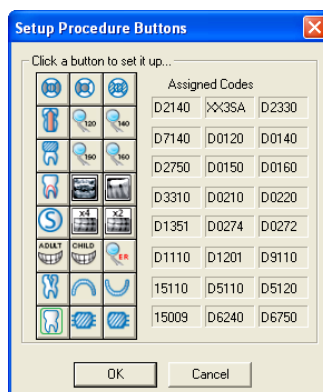 Setup Procedure Buttons
Click a button to set it up...
Assigned Codes
D2140 XX3SA D2330
120 140
D7140 D0120 D0140
150 160
D2750 D0150 D0160
D3310 D0210 D0220
S x4 x2
D1351 D0274 D0272
ADULT CHILD ER
D1110 D1201 D9110
15110 D5110 D5120
15009 D6240 D6750
OK Cancel